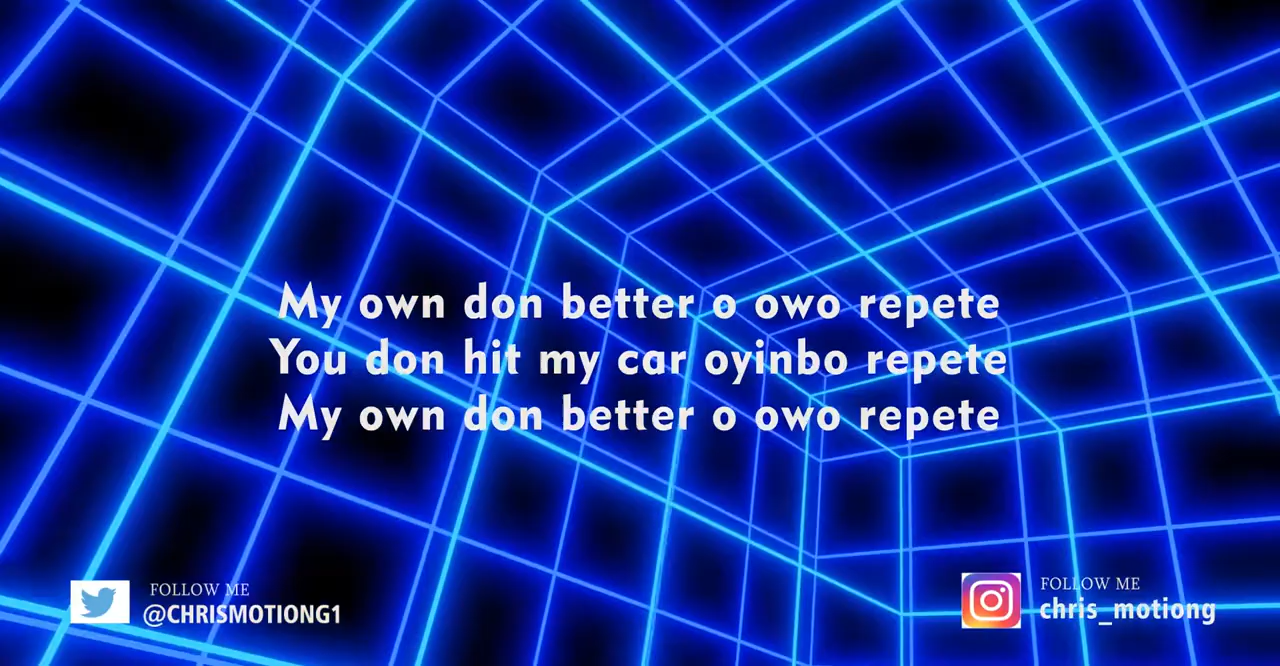 My own don better o owo repete
You don hit my car oyinbo repete
My own don better o owo repete
FOLLOW ME
@CHRISMOTIONG1
FOLLOW ME
chris_motiong